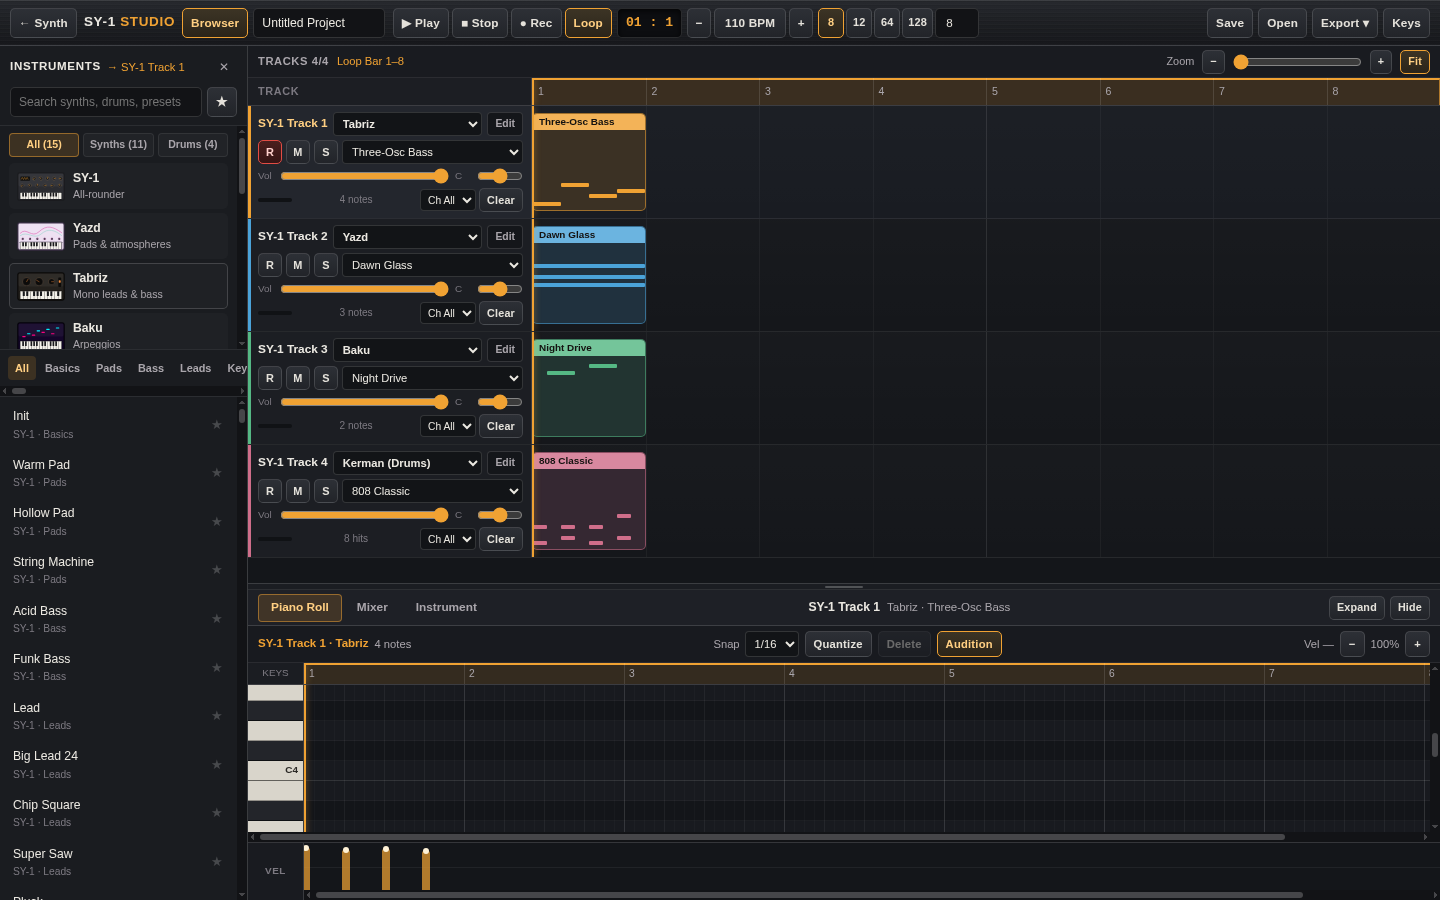 ← Synth SY-1 STUDIO Browser Untitled Project ▶ Play ■ Stop ● Rec Loop 01 : 1 − 110 BPM + 8 12 64 128 8 Save Open Export ▾ Keys
INSTRUMENTS → SY-1 Track 1 ✕
Search synths, drums, presets ★
All (15) Synths (11) Drums (4)
SY-1
All-rounder
Yazd
Pads & atmospheres
Tabriz
Mono leads & bass
Baku
Arpeggios
All Basics Pads Bass Leads Key
Init
SY-1 · Basics
Warm Pad
SY-1 · Pads
Hollow Pad
SY-1 · Pads
String Machine
SY-1 · Pads
Acid Bass
SY-1 · Bass
Funk Bass
SY-1 · Bass
Lead
SY-1 · Leads
Big Lead 24
SY-1 · Leads
Chip Square
SY-1 · Leads
Super Saw
SY-1 · Leads
Pluck
TRACKS 4/4 Loop Bar 1–8 Zoom − + Fit
TRACK 1 2 3 4 5 6 7 8
SY-1 Track 1 Tabriz Edit
R M S Three-Osc Bass
Vol C
4 notes Ch All Clear
Three-Osc Bass
SY-1 Track 2 Yazd Edit
R M S Dawn Glass
Vol C
3 notes Ch All Clear
Dawn Glass
SY-1 Track 3 Baku Edit
R M S Night Drive
Vol C
2 notes Ch All Clear
Night Drive
SY-1 Track 4 Kerman (Drums) Edit
R M S 808 Classic
Vol C
8 hits Ch All Clear
808 Classic
Piano Roll Mixer Instrument SY-1 Track 1 Tabriz · Three-Osc Bass Expand Hide
SY-1 Track 1 · Tabriz 4 notes Snap 1/16 Quantize Delete Audition Vel — − 100% +
KEYS 1 2 3 4 5 6 7
C4
VEL